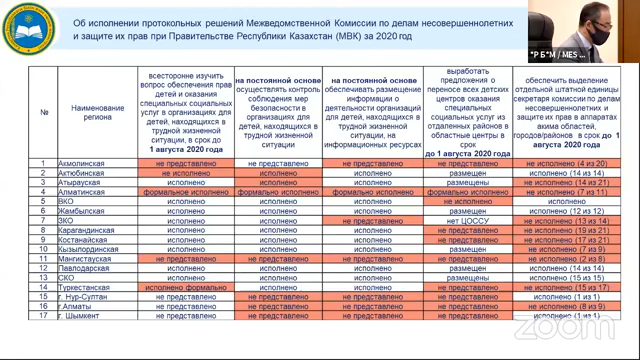 Об исполнении протокольных решений Межведомственной Комиссии по делам несовершеннолетних
и защите их прав при Правительстве Республики Казахстан (МВК) за 2020 год
*Р Б*М / MES ...
№
Наименование региона
всесторонне изучить вопрос обеспечения прав детей и оказания специальных социальных услуг в организациях для детей, находящихся в трудной жизненной ситуации, в срок до 1 августа 2020 года
на постоянной основе осуществлять контроль соблюдения мер безопасности в организациях для детей, находящихся в трудной жизненной ситуации
на постоянной основе обеспечивать размещение информации о деятельности организаций для детей, находящихся в трудной жизненной ситуации, на информационных ресурсах
выработать предложения о переносе всех детских центров оказания специальных социальных услуг из отдаленных районов в областные центры в срок до 1 августа 2020 года
обеспечить выделение отдельной штатной единицы секретаря комиссии по делам несовершеннолетних и защите их прав в аппарата акима областей, городов/районов в срок до 1 августа 2020 года
1 Акмолинская не представлено не представлено не представлено не представлено не исполнено (4 из 20)
2 Актюбинская не исполнено исполнено исполнено размещен исполнено (14 из 14)
3 Атырауская исполнено исполнено исполнено размещены не исполнено (14 из 21)
4 Алматинская формальное исполнено формально исполнено формально исполнено формально исполнено не исполнено (7 из 11)
5 ВКО исполнено исполнено исполнено не исполнено исполнено
6 Жамбылская исполнено исполнено исполнено размещен исполнено (12 из 12)
7 ЗКО исполнено исполнено не представлено нет ЦОССУ не исполнено (13 из 14)
8 Карагандинская исполнено исполнено исполнено не представлено не исполнено (19 из 21)
9 Костанайская исполнено исполнено исполнено не представлено не исполнено (17 из 21)
10 Кызылординская исполнено исполнено исполнено размещен не исполнено (7 из 9)
11 Мангистауская не представлено не представлено не представлено не представлено не исполнено (2 из 8)
12 Павлодарская исполнено исполнено исполнено размещен исполнено (14 из 14)
13 СКО исполнено исполнено исполнено размещены исполнено (15 из 15)
14 Туркестанская исполнено формально исполнено исполнено не представлено не исполнено (15 из 17)
15 г. Нур-Султан не представлено не представлено не представлено не представлено исполнено (1 из 1)
16 г.Алматы не представлено не представлено не представлено не представлено не исполнено (8 из 9)
17 г. Шымкент не представлено не представлено не представлено не представлено исполнено (1 из 1)
zoom